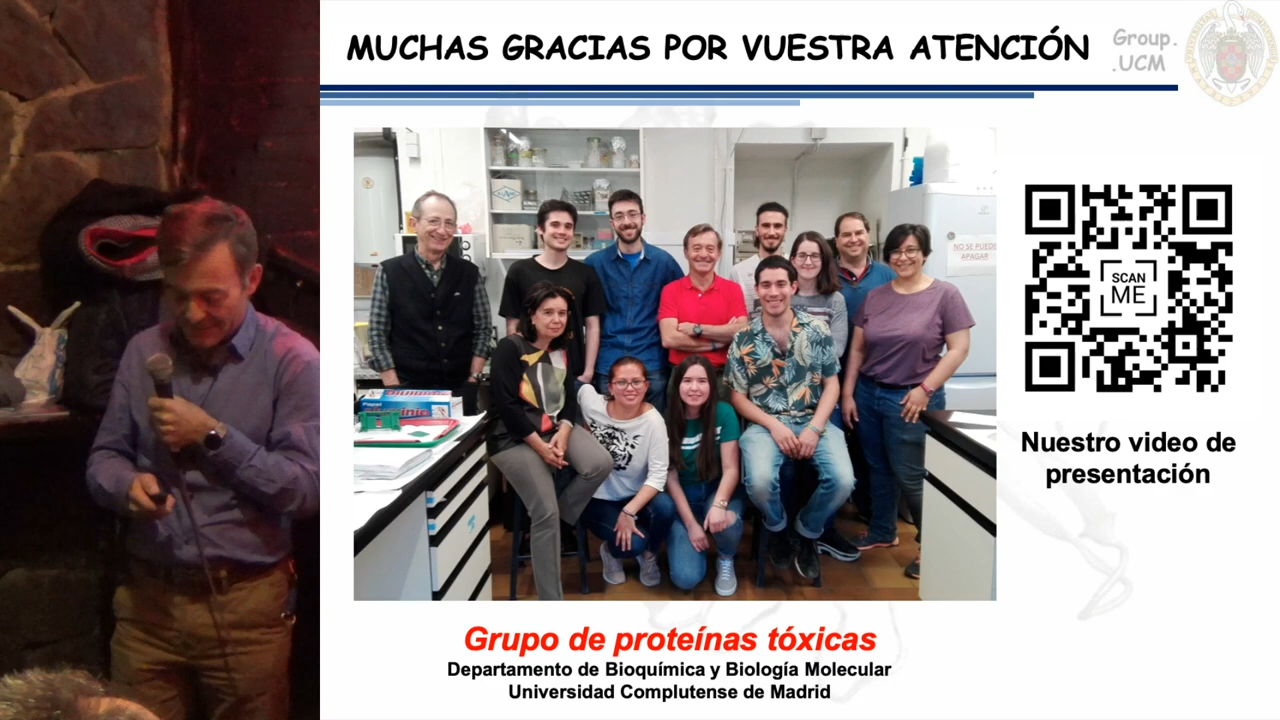 MUCHAS GRACIAS POR VUESTRA ATENCIÓN
Group.
.UCM
NO SE PUEDE
APAGAR
SCAN
ME
Nuestro video de
presentación
Grupo de proteínas tóxicas
Departamento de Bioquímica y Biología Molecular
Universidad Complutense de Madrid